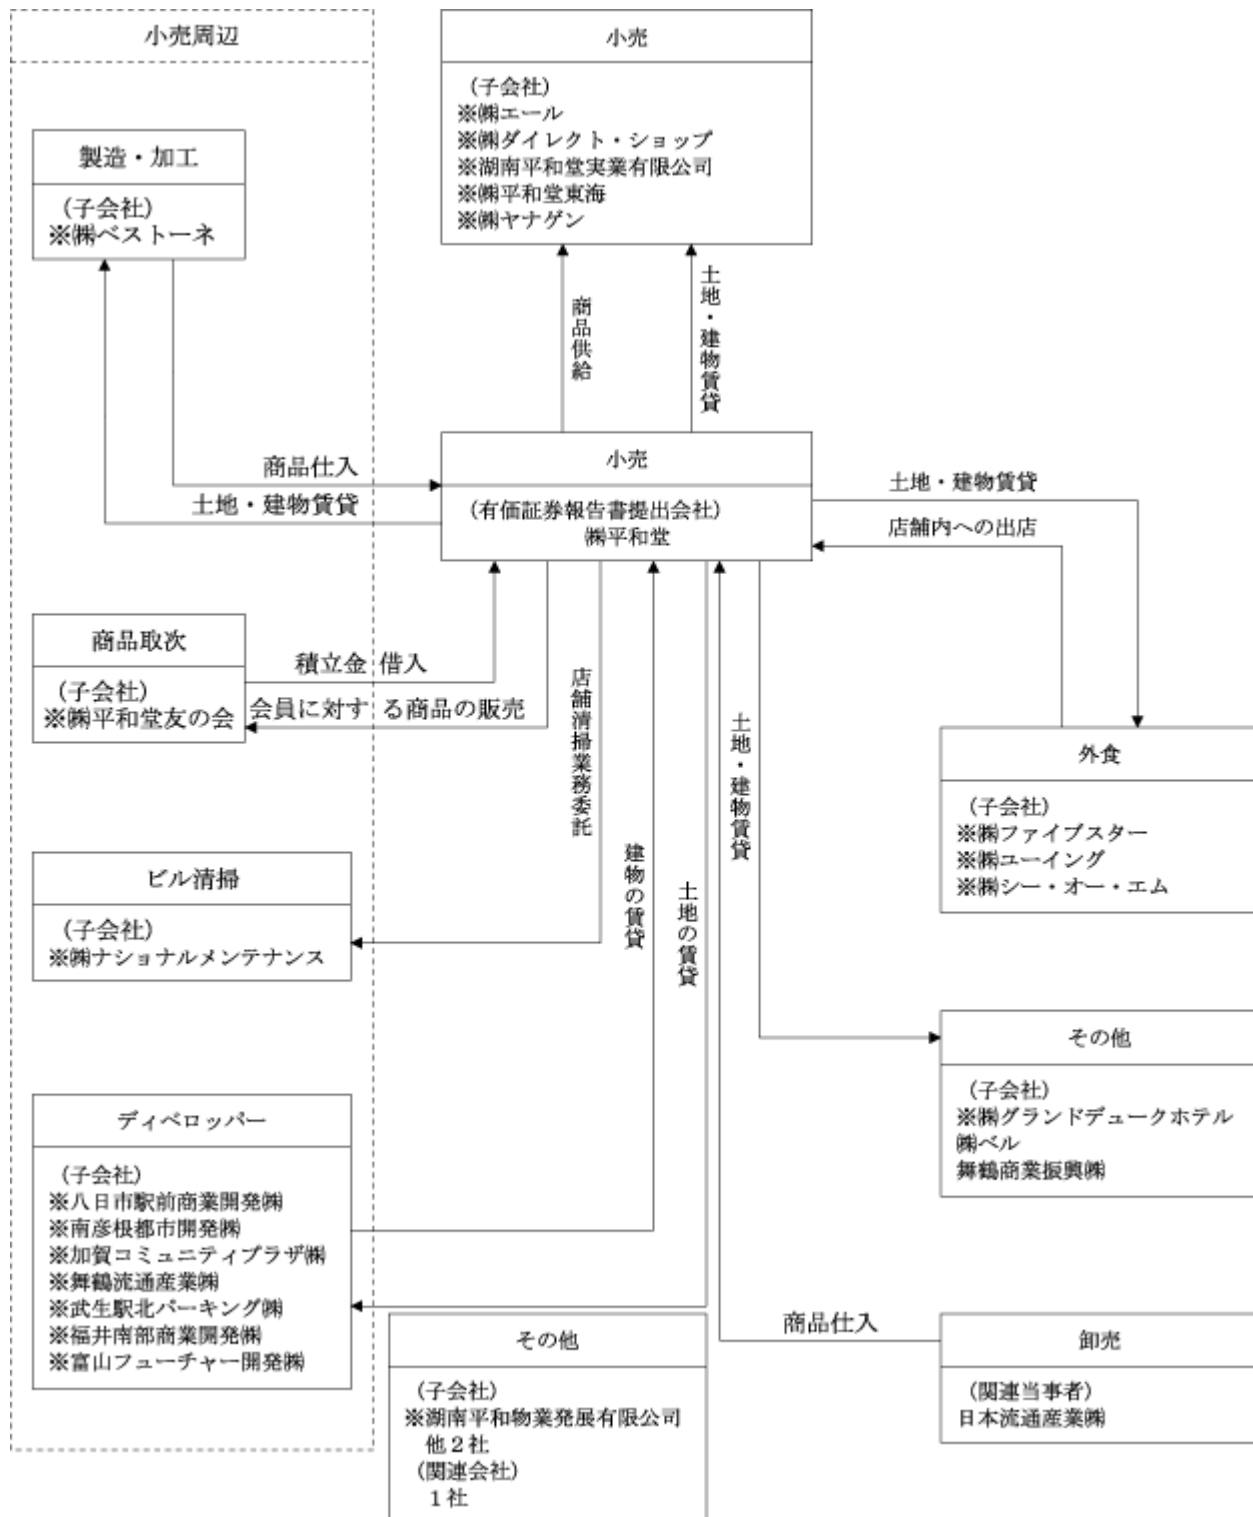 小売周辺
小売
(子会社)
※㈱エール
※㈱ダイレクト・ショップ
※湖南平和堂実業有限公司
※㈱平和堂東海
※㈱ヤナゲン
製造・加工
(子会社)
※㈱ベストーネ
商品供給
土地・建物賃貸
小売
(有価証券報告書提出会社)
㈱平和堂
商品仕入
土地・建物賃貸
土地・建物賃貸
店舗内への出店
商品取次
(子会社)
※㈱平和堂友の会
積立金 借入
会員に対す る商品の販売
店舗清掃業務委託
建物の賃貸
土地の賃貸
土地・建物賃貸
外食
(子会社)
※㈱ファイブスター
※㈱ユーイング
※㈱シー・オー・エム
ビル清掃
(子会社)
※㈱ナショナルメンテナンス
その他
(子会社)
※㈱グランドデュークホテル
㈱ベル
舞鶴商業振興㈱
ディベロッパー
(子会社)
※八日市駅前商業開発㈱
※南彦根都市開発㈱
※加賀コミュニティプラザ㈱
※舞鶴流通産業㈱
※武生駅北パーキング㈱
※福井南部商業開発㈱
※富山フューチャー開発㈱
その他
(子会社)
※湖南平和物業発展有限公司
他2社
(関連会社)
1社
商品仕入
卸売
(関連当事者)
日本流通産業㈱